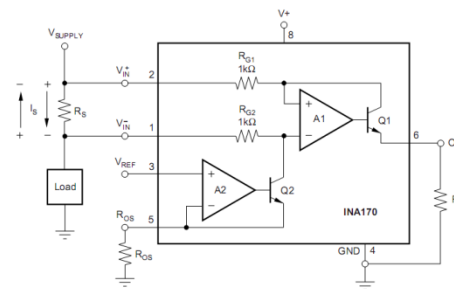 V+
8
VSUPPLY
RG1
1kΩ
V+IN
2
IS
RS
RG2
1kΩ
A1
Q1
V−IN
1
6
VREF
3
Load
A2
Q2
ROS
5
INA170
ROS
GND
4